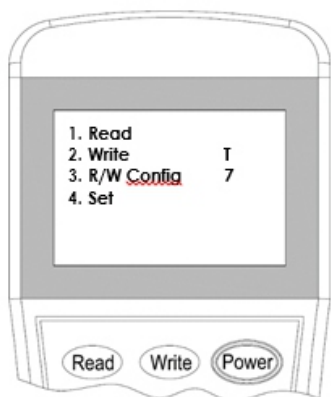 1. Read
2. Write T
3. R/W Config 7
4. Set
Read Write Power